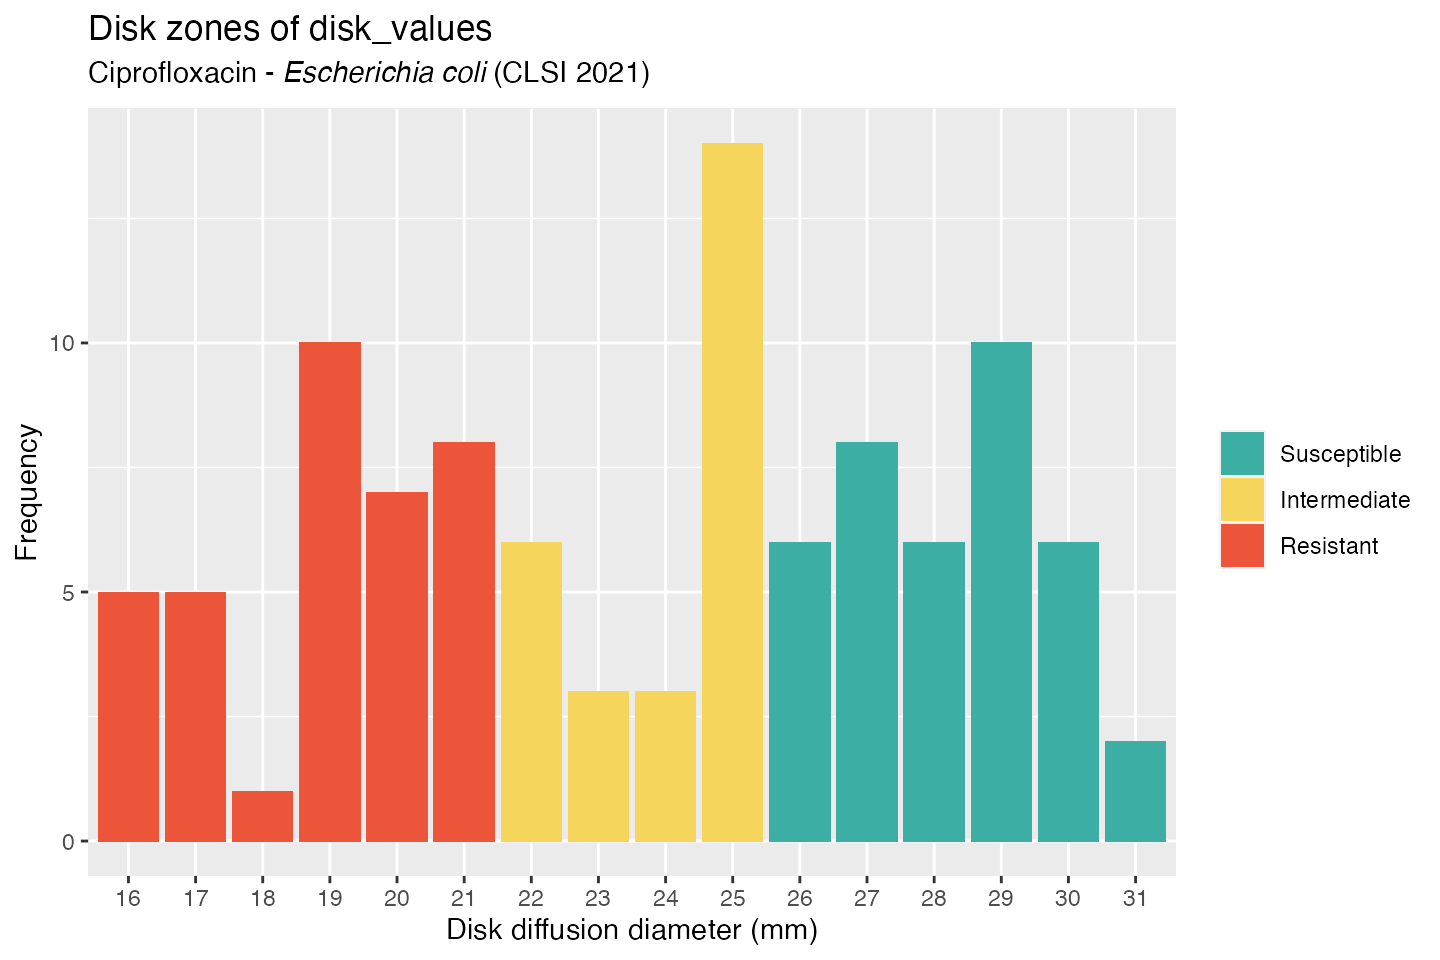 Disk zones of disk_values
Ciprofloxacin - Escherichia coli (CLSI 2021)
Frequency
10
5
0
16 17 18 19 20 21 22 23 24 25 26 27 28 29 30 31
Disk diffusion diameter (mm)
Susceptible
Intermediate
Resistant